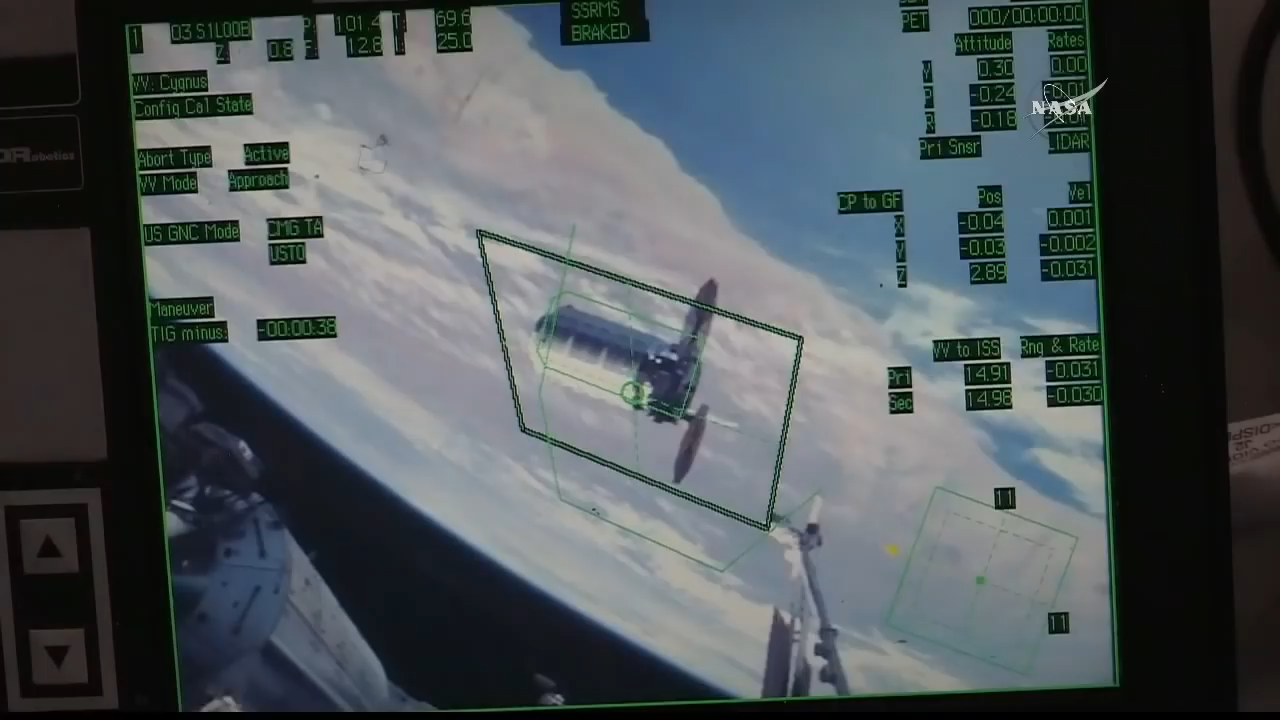 1 03 S1LOOB P 101.4 T 69.6
Z 0.8 F 12.8 T 25.0
SSRMS
BRAKED
PET 000/00:00:00
Attitude Rates
Y 0.30 0.00
P -0.24 -0.01
R -0.18
NASA
Pri Snsr LIDAR
VV: Cygnus
Config Cal State
Abort Type Active
VV Mode Approach
US GNC Mode CMG TA
USTO
Maneuver
TIG minus: -00:00:38
CP to GF Pos Vel
X -0.04 0.001
Y -0.03 -0.002
Z 2.89 -0.031
VV to ISS Rng & Rate
Pri 14.91 -0.031
Sec 14.98 -0.030
11
11